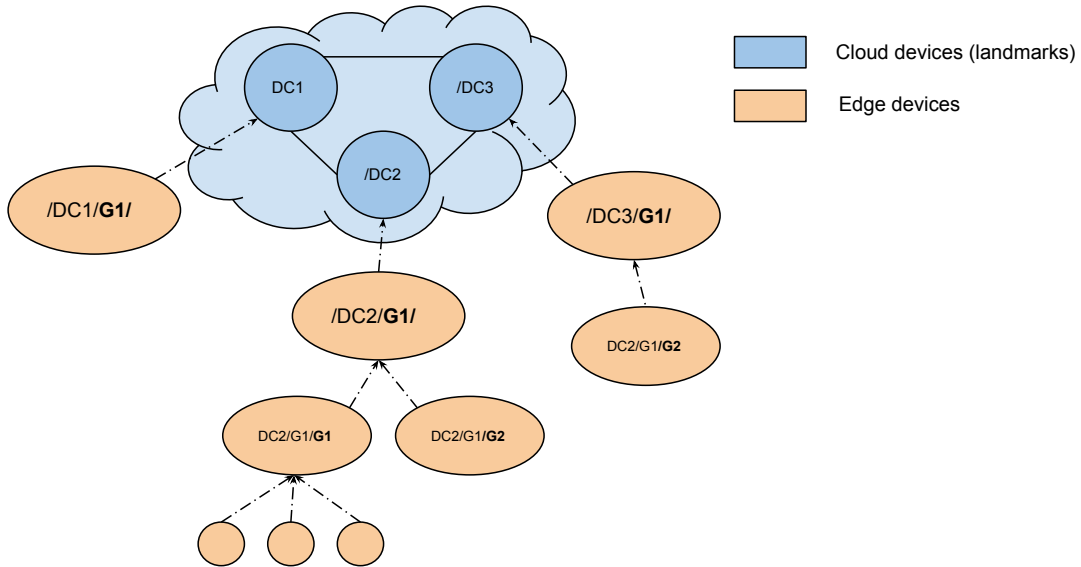 DC1
/DC3
/DC2
Cloud devices (landmarks)
Edge devices
/DC1/G1/
/DC3/G1/
/DC2/G1/
DC2/G1/G2
DC2/G1/G1
DC2/G1/G2